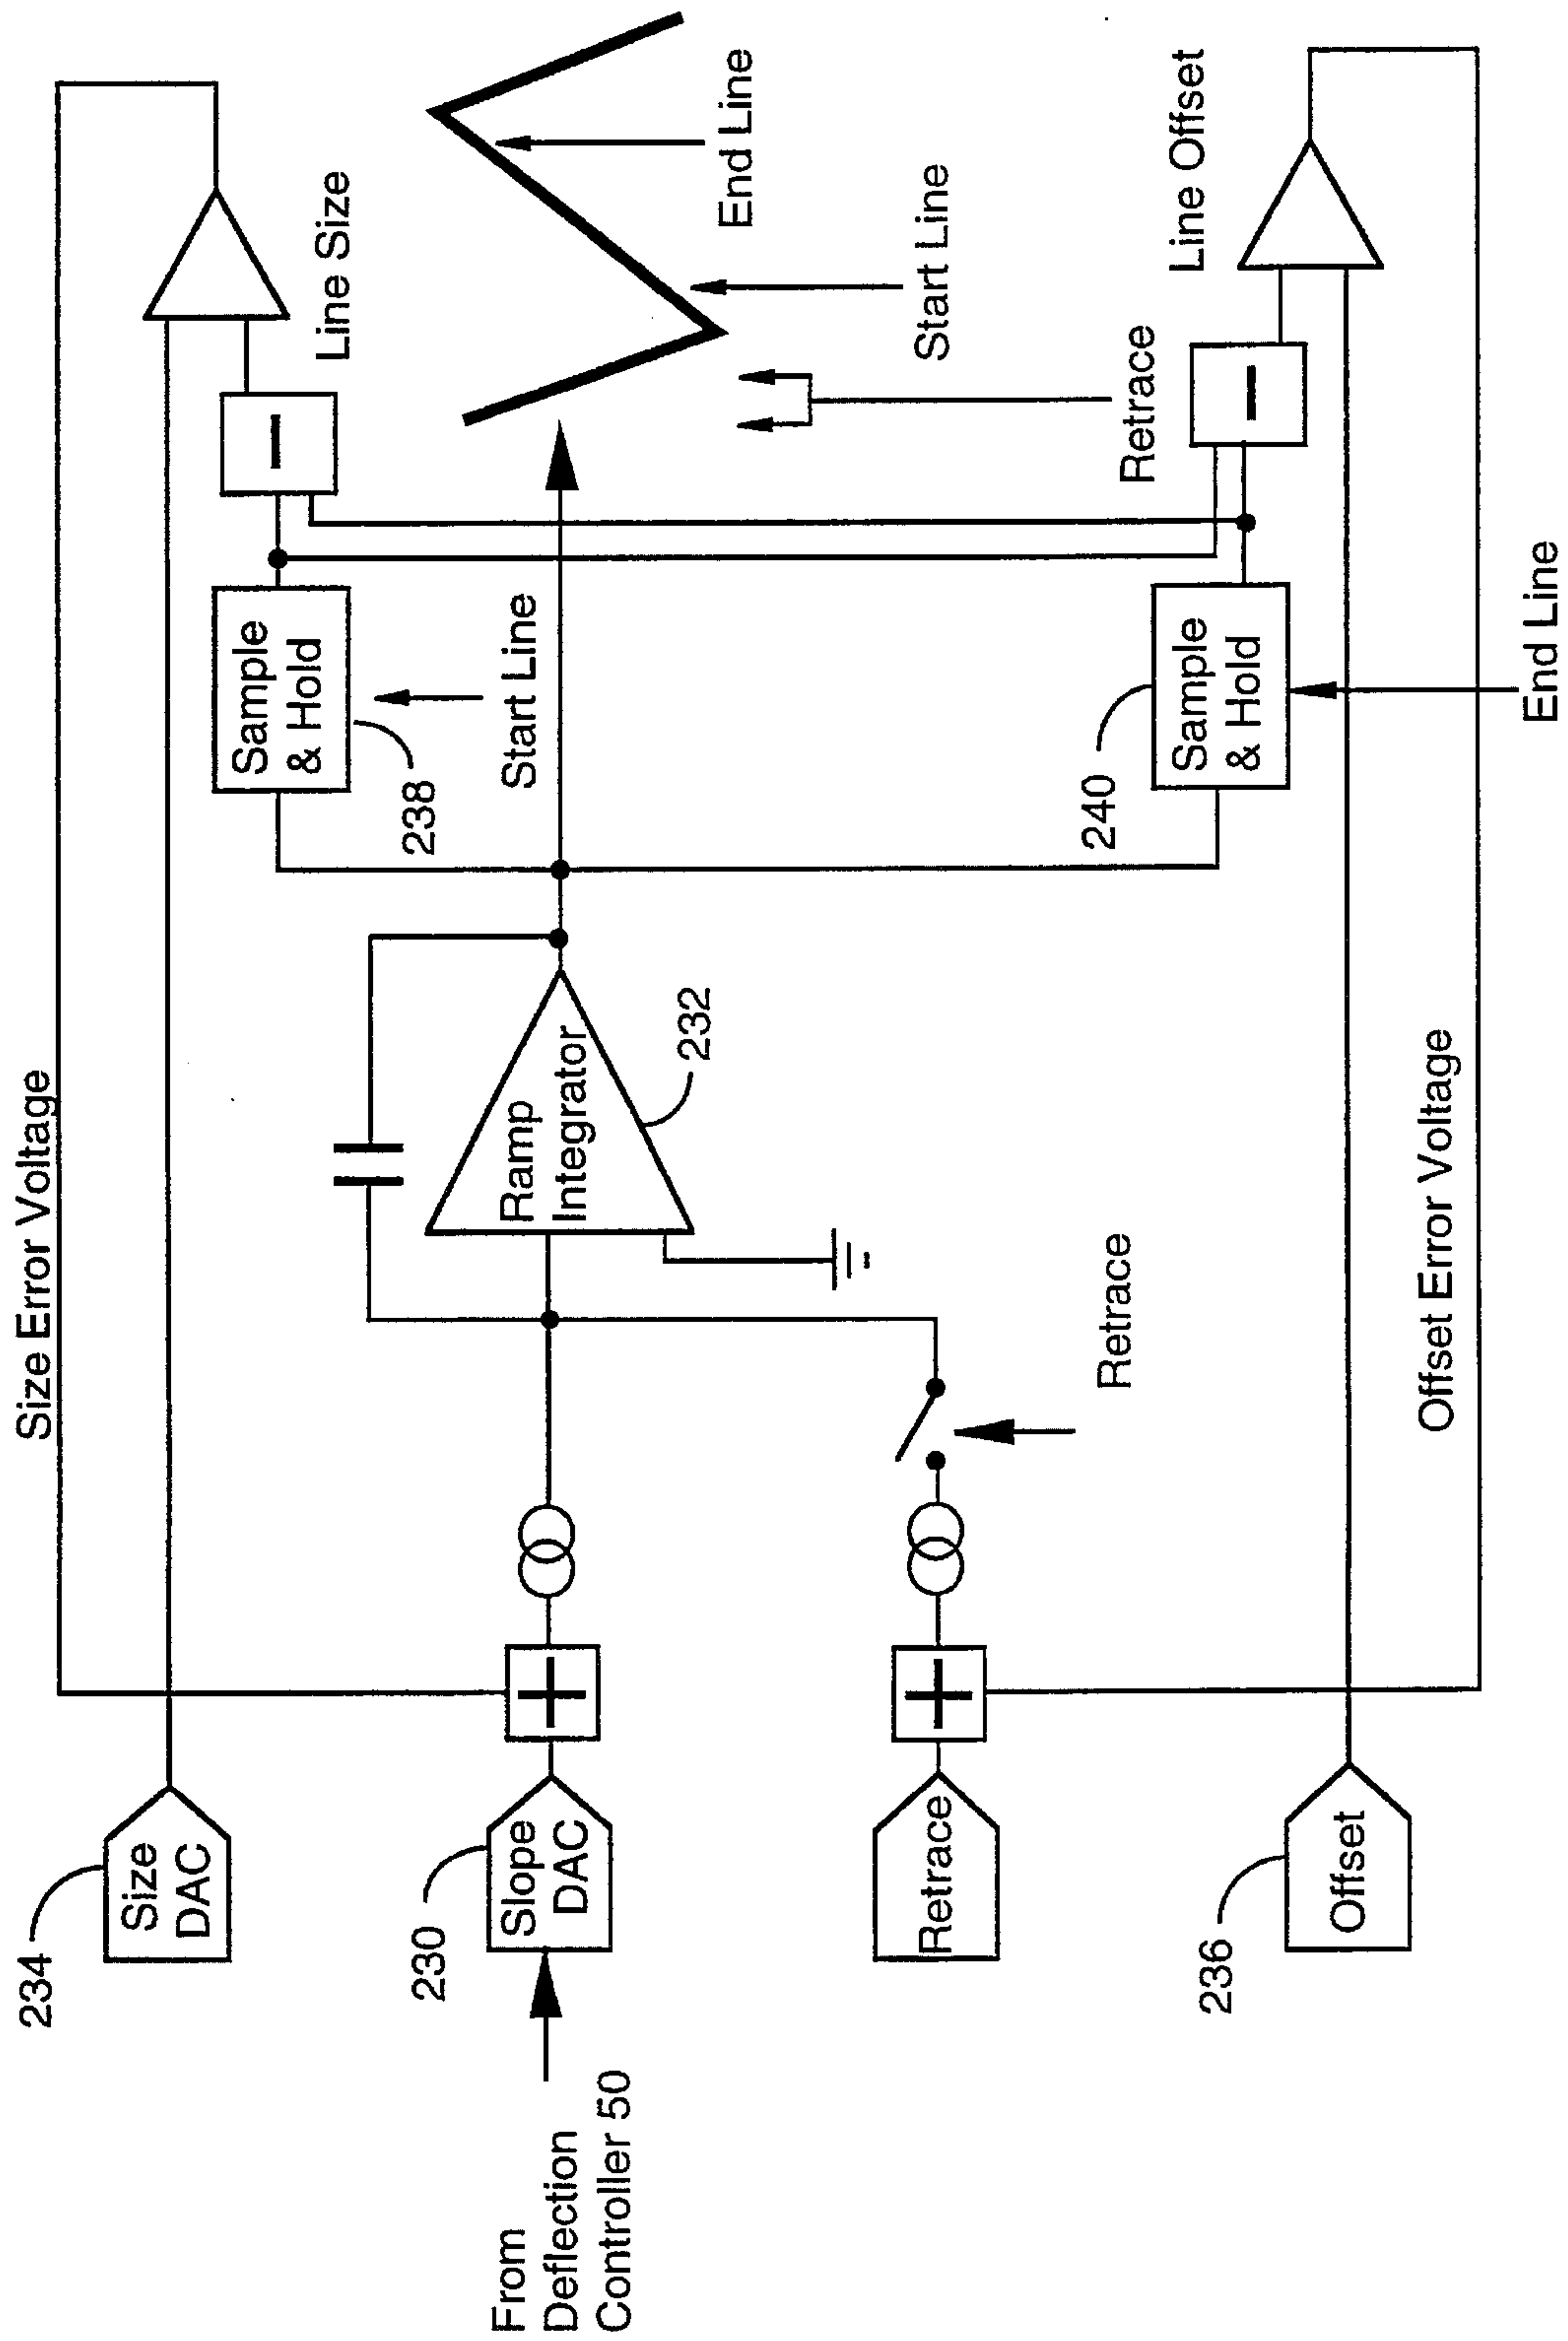 Size Error Voltage
234
Size
DAC
Line Size
Sample
& Hold
238
Start Line
230
Slope
DAC
From
Deflection
Controller 50
Ramp
Integrator
232
End Line
Start Line
Retrace
Retrace
Retrace
240
Sample
& Hold
Line Offset
236
Offset
Offset Error Voltage
End Line